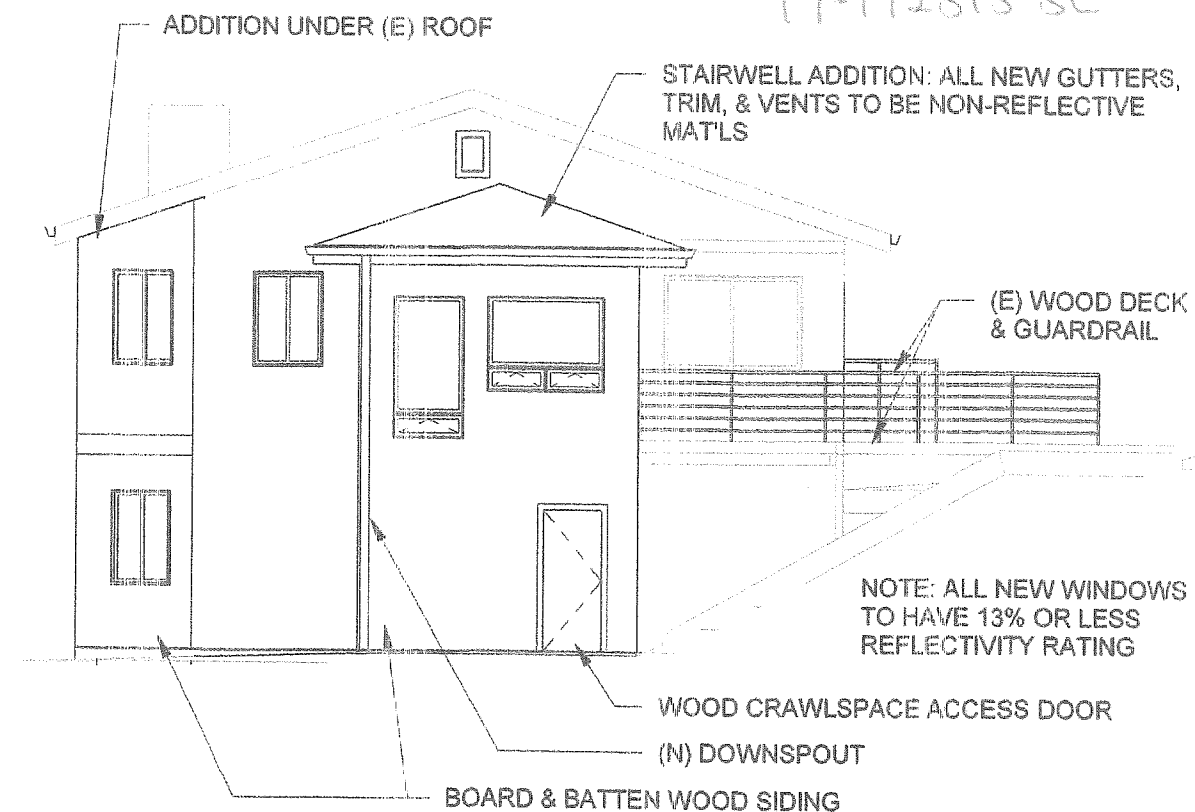 ADDITION UNDER (E) ROOF
STAIRWELL ADDITION: ALL NEW GUTTERS,
TRIM, & VENTS TO BE NON-REFLECTIVE
MAT'LS
(E) WOOD DECK
& GUARDRAIL
NOTE: ALL NEW WINDOWS
TO HAVE 13% OR LESS
REFLECTIVITY RATING
WOOD CRAWLSPACE ACCESS DOOR
(N) DOWNSPOUT
BOARD & BATTEN WOOD SIDING